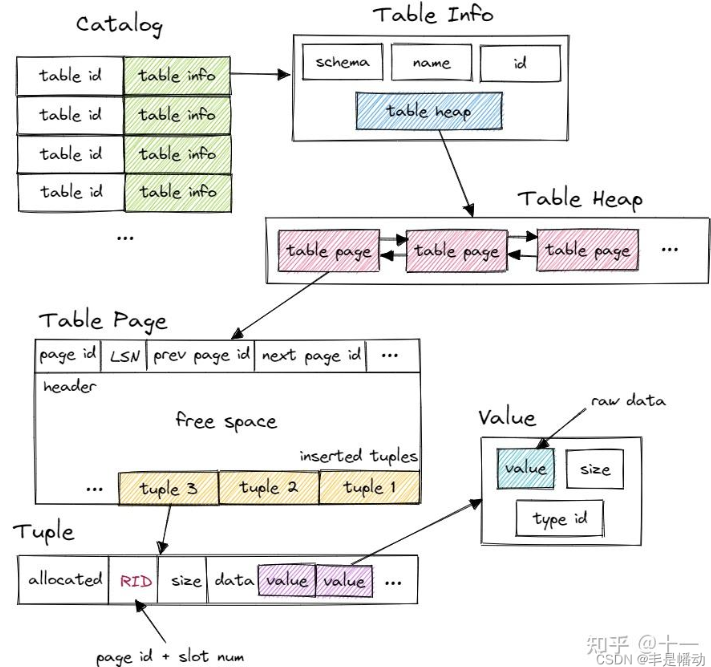 Catalog
table id table info
table id table info
table id table info
table id table info
...
Table Info
schema name id
table heap
Table Heap
table page table page table page ...
Table Page
page id LSN prev page id next page id ...
header
free space
inserted tuples
... tuple 3 tuple 2 tuple 1
Value
raw data
value size
type id
Tuple
allocated RID size data value value ...
page id + slot num
知乎 @十一
CSDN @丰是幡动